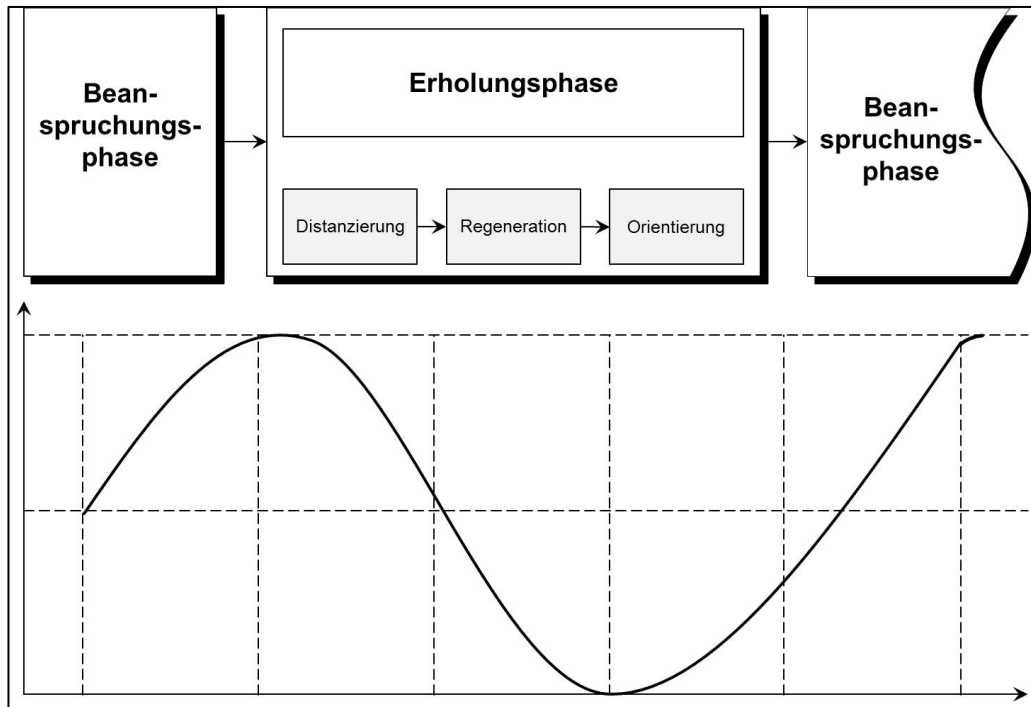 Bean-
spruchungs-
phase
Erholungsphase
Distanzierung
Regeneration
Orientierung
Bean-
spruchungs-
phase